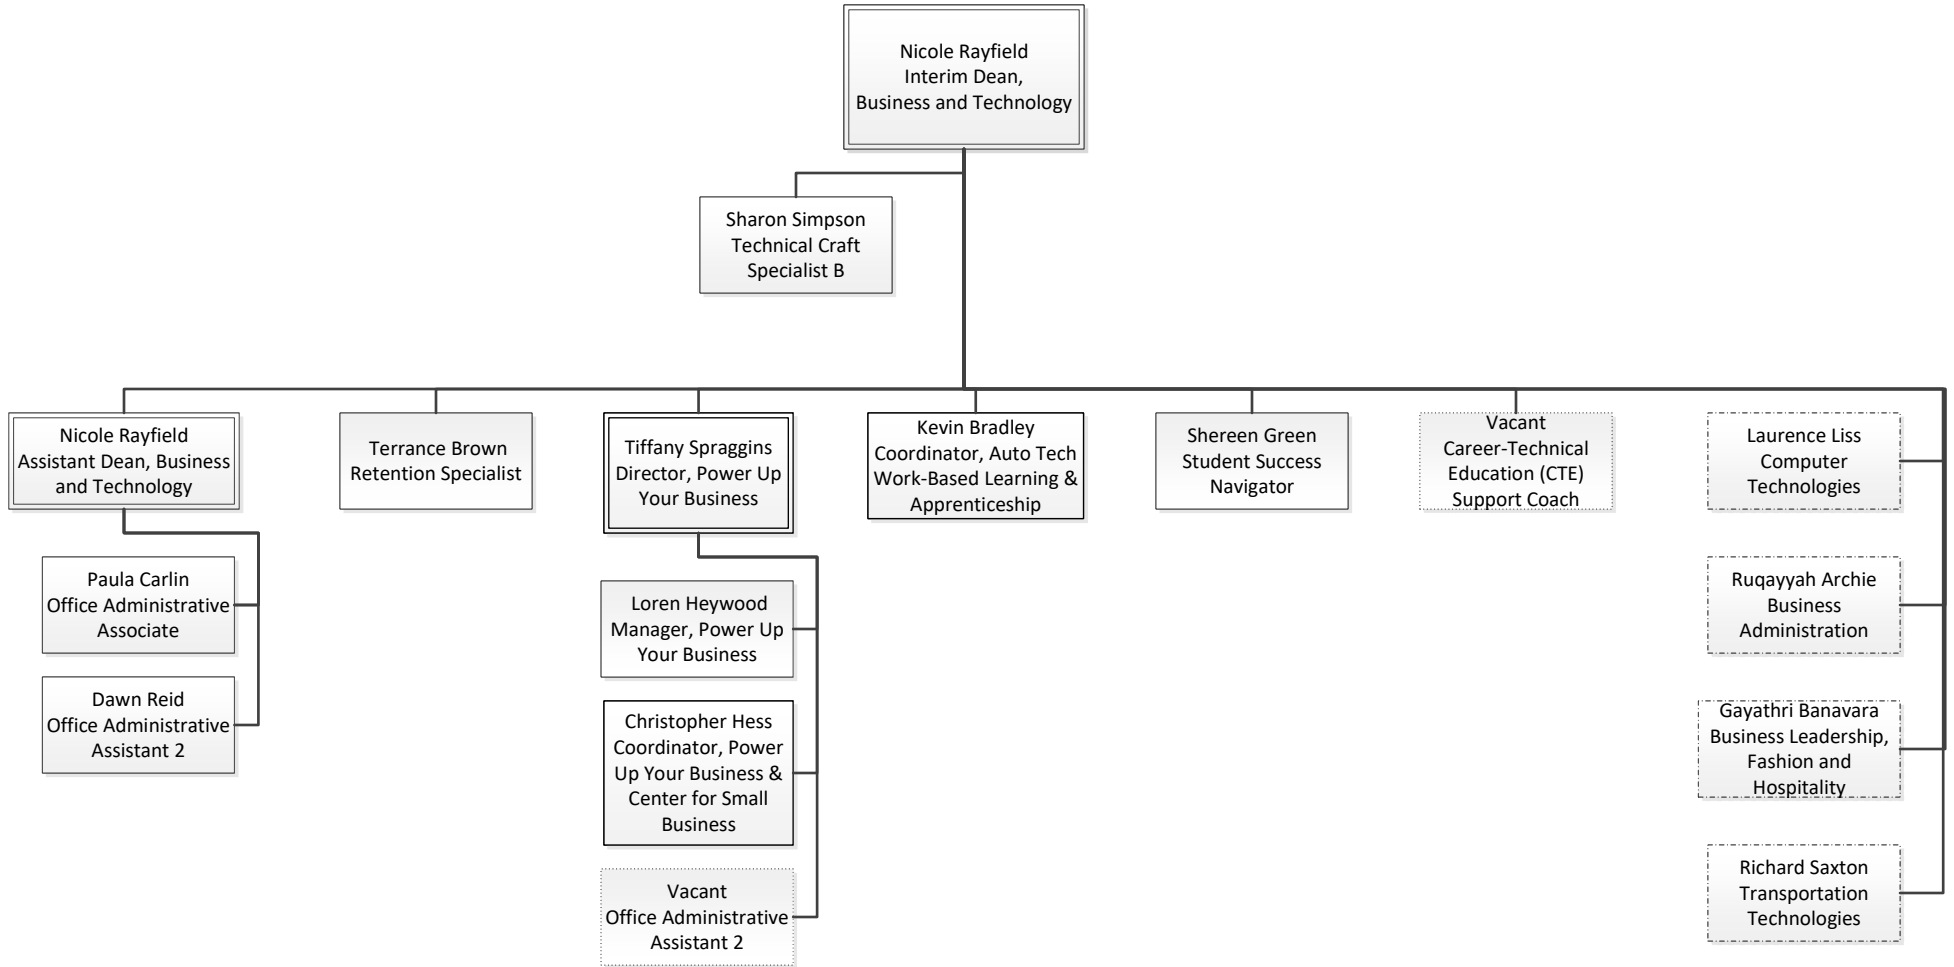 Nicole Rayfield
Interim Dean,
Business and Technology
Sharon Simpson
Technical Craft
Specialist B
Nicole Rayfield
Assistant Dean, Business
and Technology
Paula Carlin
Office Administrative
Associate
Dawn Reid
Office Administrative
Assistant 2
Terrance Brown
Retention Specialist
Tiffany Spraggins
Director, Power Up
Your Business
Loren Heywood
Manager, Power Up
Your Business
Christopher Hess
Coordinator, Power
Up Your Business &
Center for Small
Business
Vacant
Office Administrative
Assistant 2
Kevin Bradley
Coordinator, Auto Tech
Work-Based Learning &
Apprenticeship
Shereen Green
Student Success
Navigator
Vacant
Career-Technical
Education (CTE)
Support Coach
Laurence Liss
Computer
Technologies
Ruqayyah Archie
Business
Administration
Gayathri Banavara
Business Leadership,
Fashion and
Hospitality
Richard Saxton
Transportation
Technologies